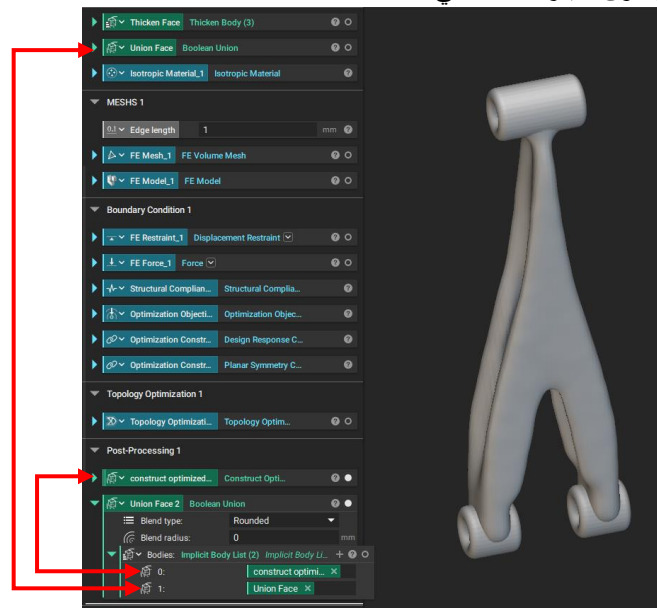 Thicken Face Thicken Body (3)
Union Face Boolean Union
Isotropic Material_1 Isotropic Material
MESHS 1
0.1 Edge length 1 mm
FE Mesh_1 FE Volume Mesh
FE Model_1 FE Model
Boundary Condition 1
FE Restraint_1 Displacement Restraint
FE Force_1 Force
Structural Complian... Structural Complia...
Optimization Objecti... Optimization Objec...
Optimization Constr... Design Response C...
Optimization Constr... Planar Symmetry C...
Topology Optimization 1
Topology Optimizati... Topology Optim...
Post-Processing 1
construct optimized... Construct Opti...
Union Face 2 Boolean Union
Blend type: Rounded
Blend radius: 0 mm
Bodies: Implicit Body List (2) Implicit Body Li...
0: construct optimi...
1: Union Face